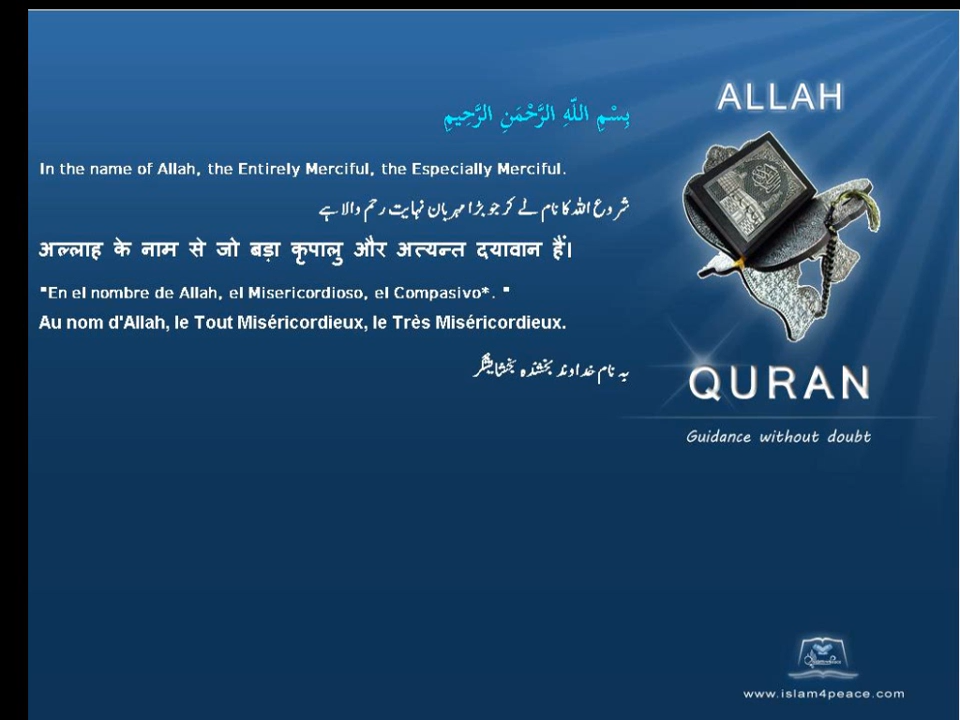 بِسْمِ اللَّهِ الرَّحْمَنِ الرَّحِيمِ
In the name of Allah, the Entirely Merciful, the Especially Merciful.
شروع اللہ کا نام لے کر جو بڑا مہربان نہایت رحم والا ہے
अल्लाह के नाम से जो बड़ा कृपालु और अत्यन्त दयावान हैं।
"En el nombre de Allah, el Misericordioso, el Compasivo*. "
Au nom d'Allah, le Tout Miséricordieux, le Très Miséricordieux.
به نام خداوند بخشنده بخشایشگر
ALLAH
QURAN
Guidance without doubt
www.islam4peace.com